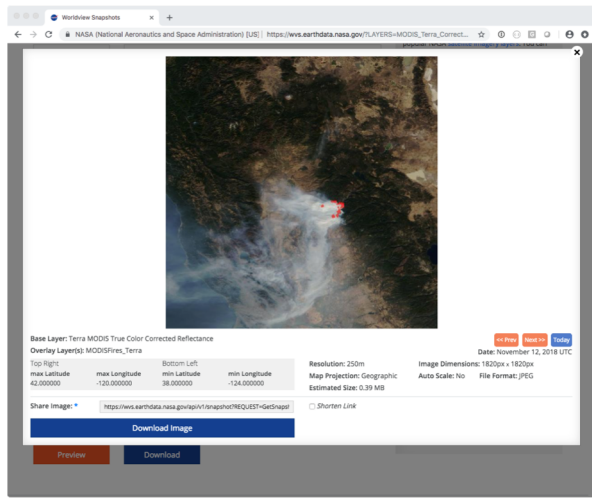 Worldview Snapshots
NASA (National Aeronautics and Space Administration) [US] | https://wvs.earthdata.nasa.gov/?LAYERS=MODIS_Terra_Correct...
Base Layer: Terra MODIS True Color Corrected Reflectance
<< Prev Next >> Today
Overlay Layer(s): MODISFires_Terra
Date: November 12, 2018 UTC
Top Right Bottom Left
max Latitude max Longitude min Latitude min Longitude
42.000000 -120.000000 38.000000 -124.000000
Resolution: 250m Image Dimensions: 1820px x 1820px
Map Projection: Geographic Auto Scale: No File Format: JPEG
Estimated Size: 0.39 MB
Share Image: * https://wvs.earthdata.nasa.gov/api/v1/snapshot?REQUEST=GetSnaps
Shorten Link
Download Image
Preview Download